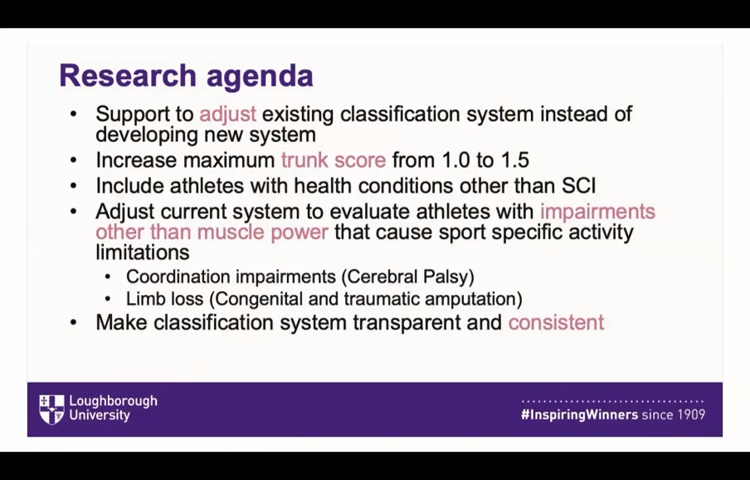 Research agenda
• Support to adjust existing classification system instead of
developing new system
• Increase maximum trunk score from 1.0 to 1.5
• Include athletes with health conditions other than SCI
• Adjust current system to evaluate athletes with impairments
other than muscle power that cause sport specific activity
limitations
• Coordination impairments (Cerebral Palsy)
• Limb loss (Congenital and traumatic amputation)
• Make classification system transparent and consistent
Loughborough
University
#InspiringWinners since 1909